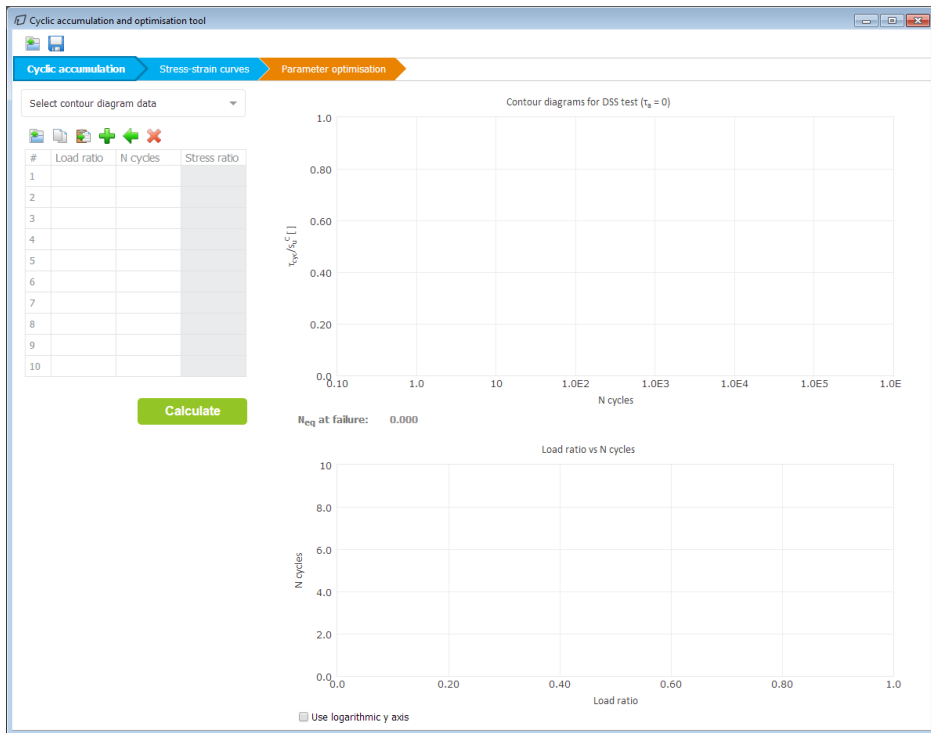 Cyclic accumulation and optimisation tool
Cyclic accumulation
Stress-strain curves
Parameter optimisation
Select contour diagram data
# Load ratio N cycles Stress ratio
1
2
3
4
5
6
7
8
9
10
Calculate
Contour diagrams for DSS test (τa = 0)
1.0
0.80
0.60
0.40
0.20
0.0
τcyc/suC [ ]
0.10 1.0 10 1.0E2 1.0E3 1.0E4 1.0E5 1.0E
N cycles
Neq at failure: 0.000
Load ratio vs N cycles
10
8.0
6.0
4.0
2.0
0.0
N cycles
0.0 0.20 0.40 0.60 0.80 1.0
Load ratio
Use logarithmic y axis